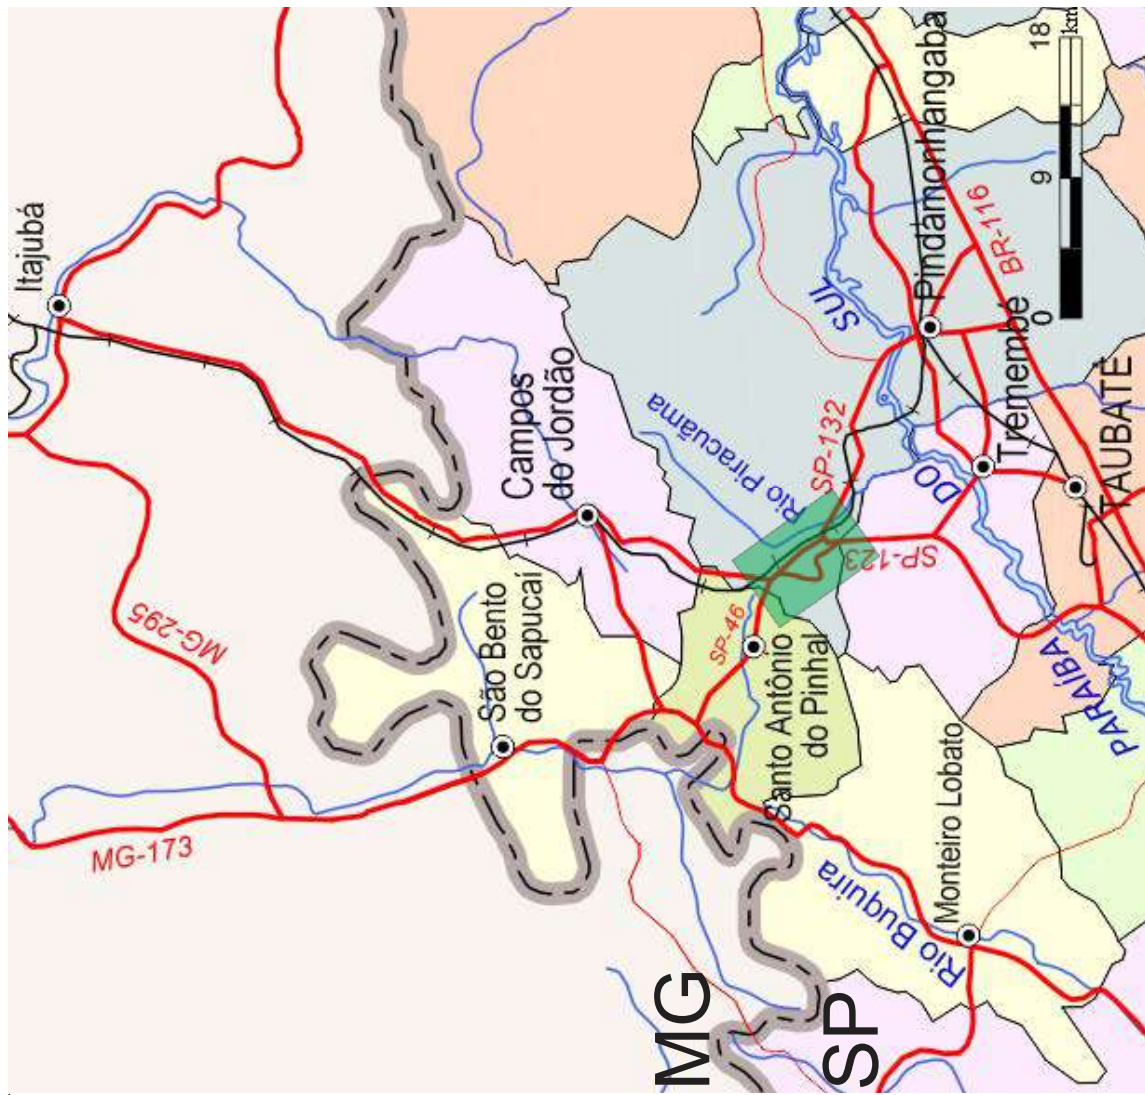 Itajubá
Campos
do Jordão
São Bento
do Sapucaí
Santo Antônio
do Pinhal
Monteiro Lobato
Pindamonhangaba
Tremembé
TAUBATÉ
MG-295
MG-173
SP-46
SP-123
SP-132
BR-116
Rio Piracuãma
Rio Buquira
PARAÍBA
DO
SUL
MG
SP
0
9
18
km